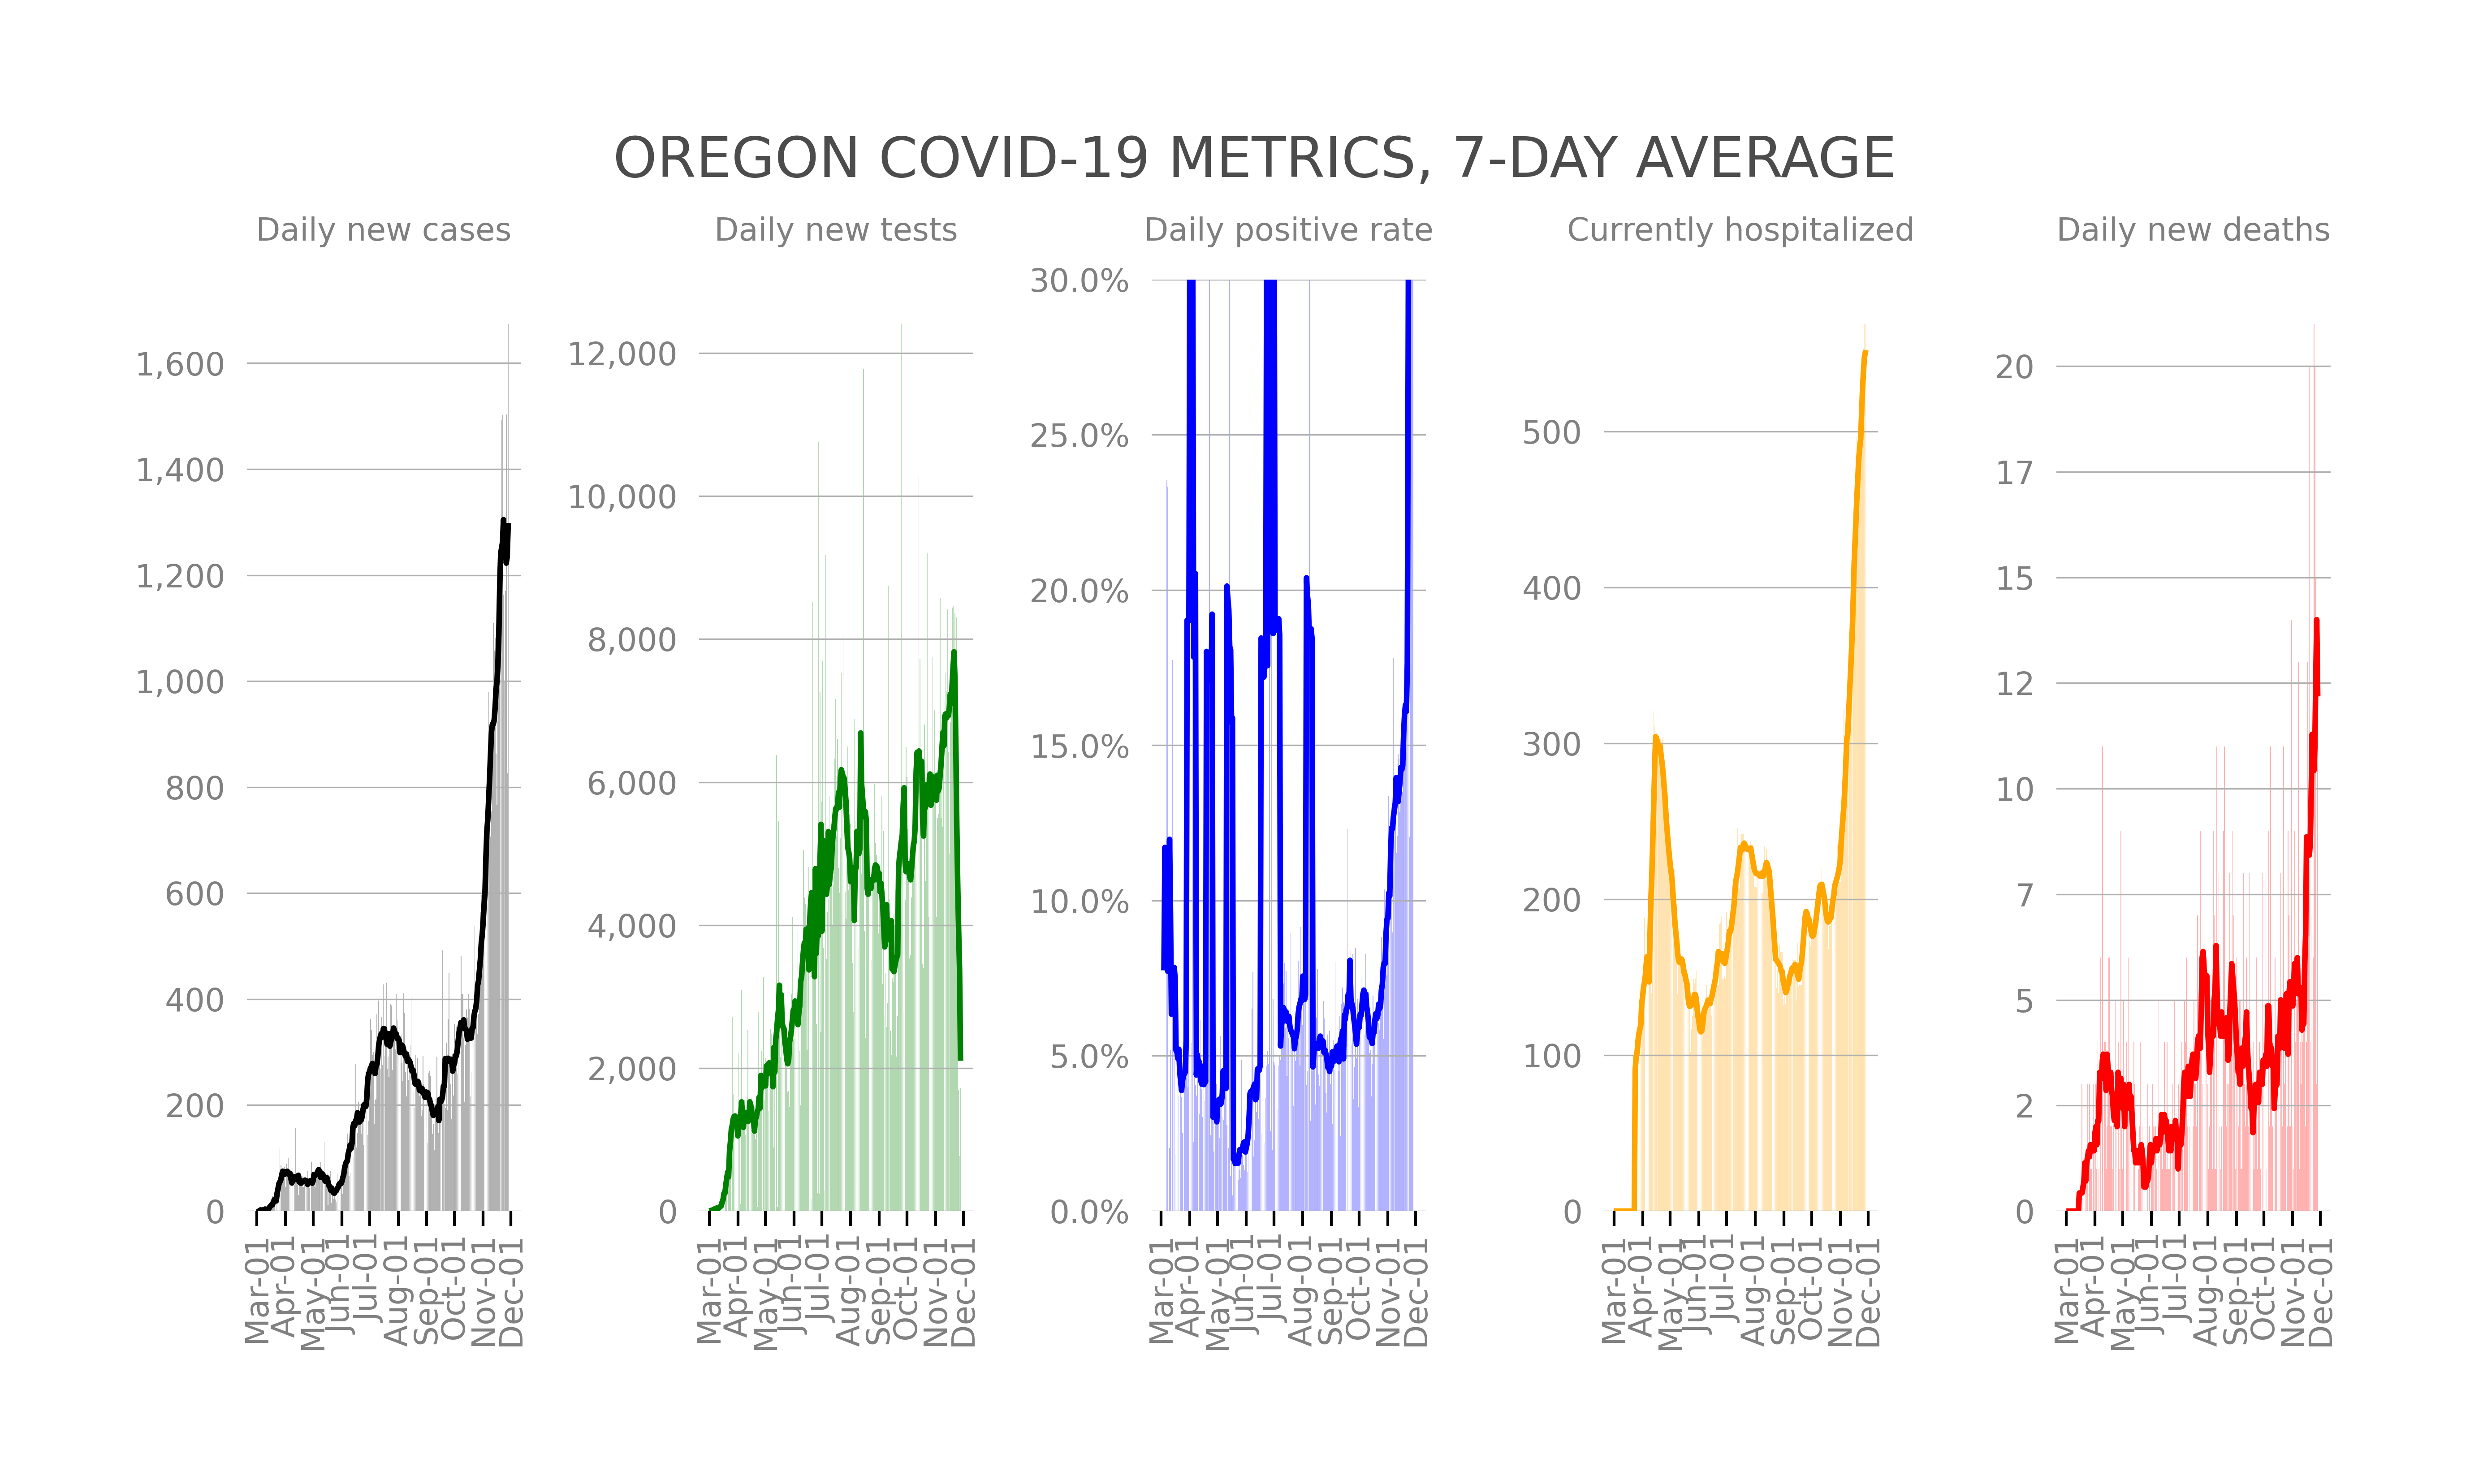 OREGON COVID-19 METRICS, 7-DAY AVERAGE
Daily new cases
1,600
1,400
1,200
1,000
800
600
400
200
0
Mar-01
Apr-01
May-01
Jun-01
Jul-01
Aug-01
Sep-01
Oct-01
Nov-01
Dec-01
Daily new tests
12,000
10,000
8,000
6,000
4,000
2,000
0
Mar-01
Apr-01
May-01
Jun-01
Jul-01
Aug-01
Sep-01
Oct-01
Nov-01
Dec-01
Daily positive rate
30.0%
25.0%
20.0%
15.0%
10.0%
5.0%
0.0%
Mar-01
Apr-01
May-01
Jun-01
Jul-01
Aug-01
Sep-01
Oct-01
Nov-01
Dec-01
Currently hospitalized
500
400
300
200
100
0
Mar-01
Apr-01
May-01
Jun-01
Jul-01
Aug-01
Sep-01
Oct-01
Nov-01
Dec-01
Daily new deaths
20
17
15
12
10
7
5
2
0
Mar-01
Apr-01
May-01
Jun-01
Jul-01
Aug-01
Sep-01
Oct-01
Nov-01
Dec-01